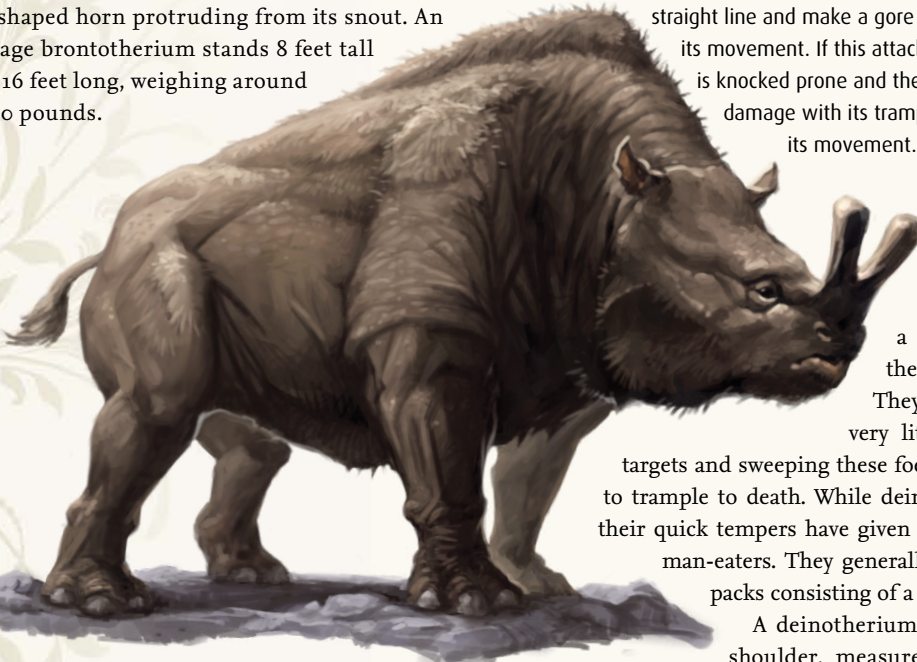 shaped horn protruding from its snout. An
age brontotherium stands 8 feet tall
16 feet long, weighing around
0 pounds.
straight line and make a gore
its movement. If this attac
is knocked prone and the
damage with its tram
its movement.
a
the
They
very li
targets and sweeping these fo
to trample to death. While dein
their quick tempers have given
man-eaters. They general
packs consisting of a
A deinotherium
shoulder, measure